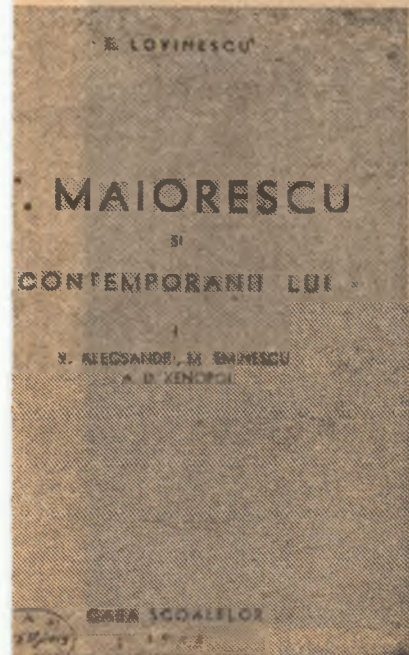 E. LOVINESCU
MAIORESCU
ȘI
CONTEMPORANII LUI
I
V. ALECSANDRI, M. EMINESCU
A. D. XENOPOL
CASA ȘCOALELOR